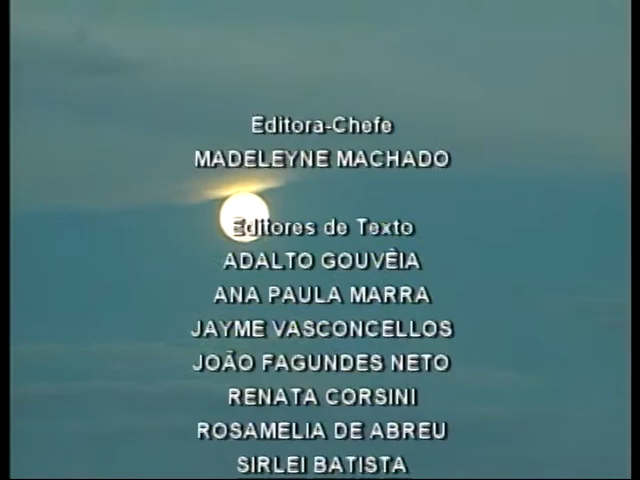 Editora-Chefe
MADELEYNE MACHADO
Editores de Texto
ADALTO GOUVÊIA
ANA PAULA MARRA
JAYME VASCONCELLOS
JOÃO FAGUNDES NETO
RENATA CORSINI
ROSAMELIA DE ABREU
SIRLEI BATISTA